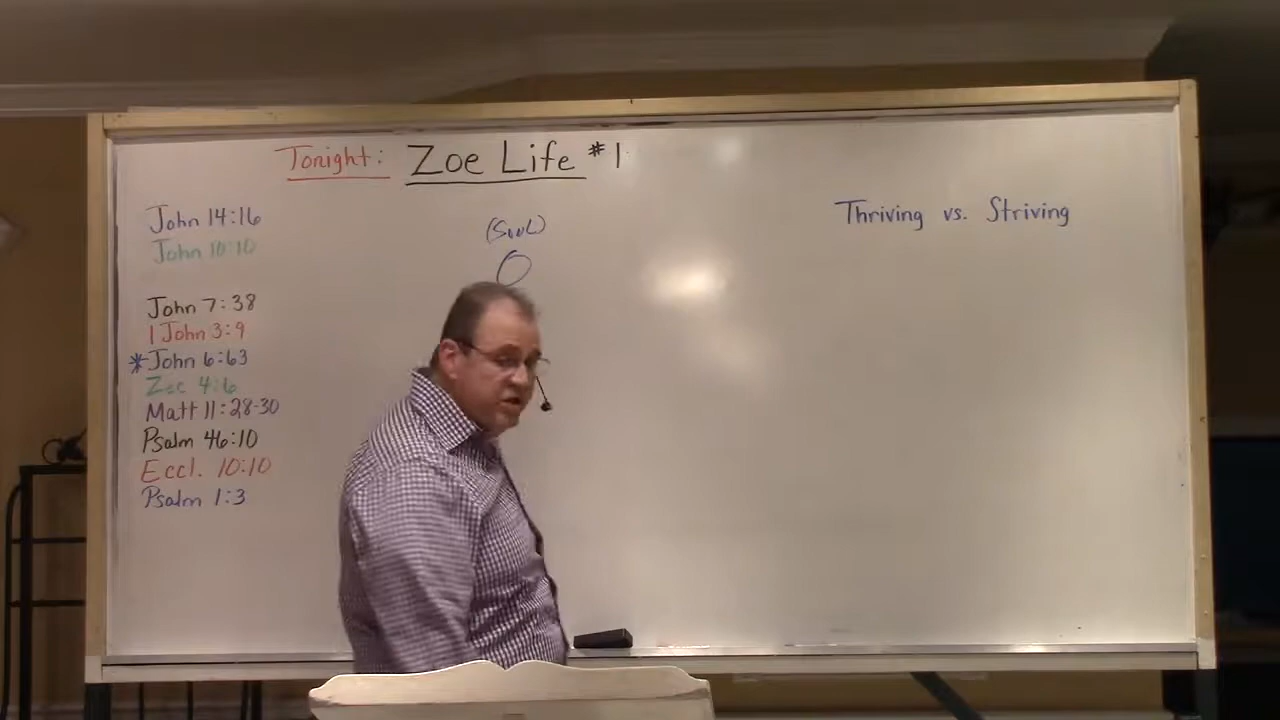 Tonight: Zoe Life #1
John 14:16
John 10:10
John 7:38
1 John 3:9
*John 6:63
Zec 4:6
Matt 11:28-30
Psalm 46:10
Eccl. 10:10
Psalm 1:3
(Soul)
Thriving vs. Striving